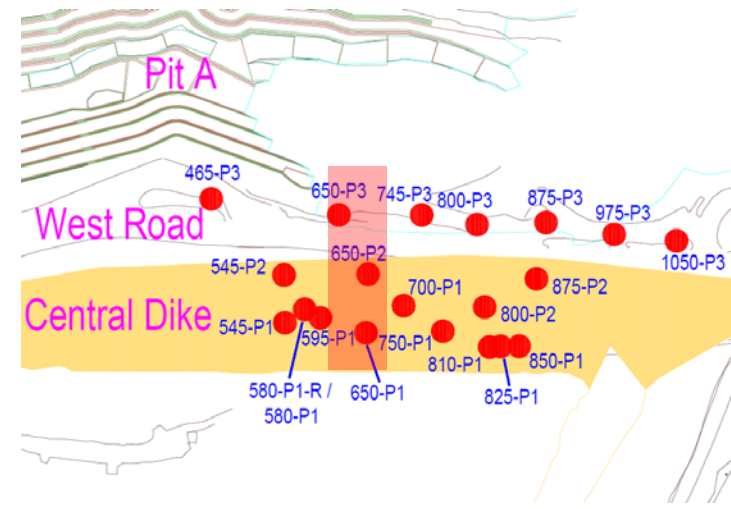 Pit A
465-P3
650-P3
745-P3
800-P3
875-P3
975-P3
1050-P3
West Road
650-P2
545-P2
875-P2
700-P1
800-P2
Central Dike
545-P1
595-P1
750-P1
810-P1
850-P1
580-P1-R /
580-P1
650-P1
825-P1